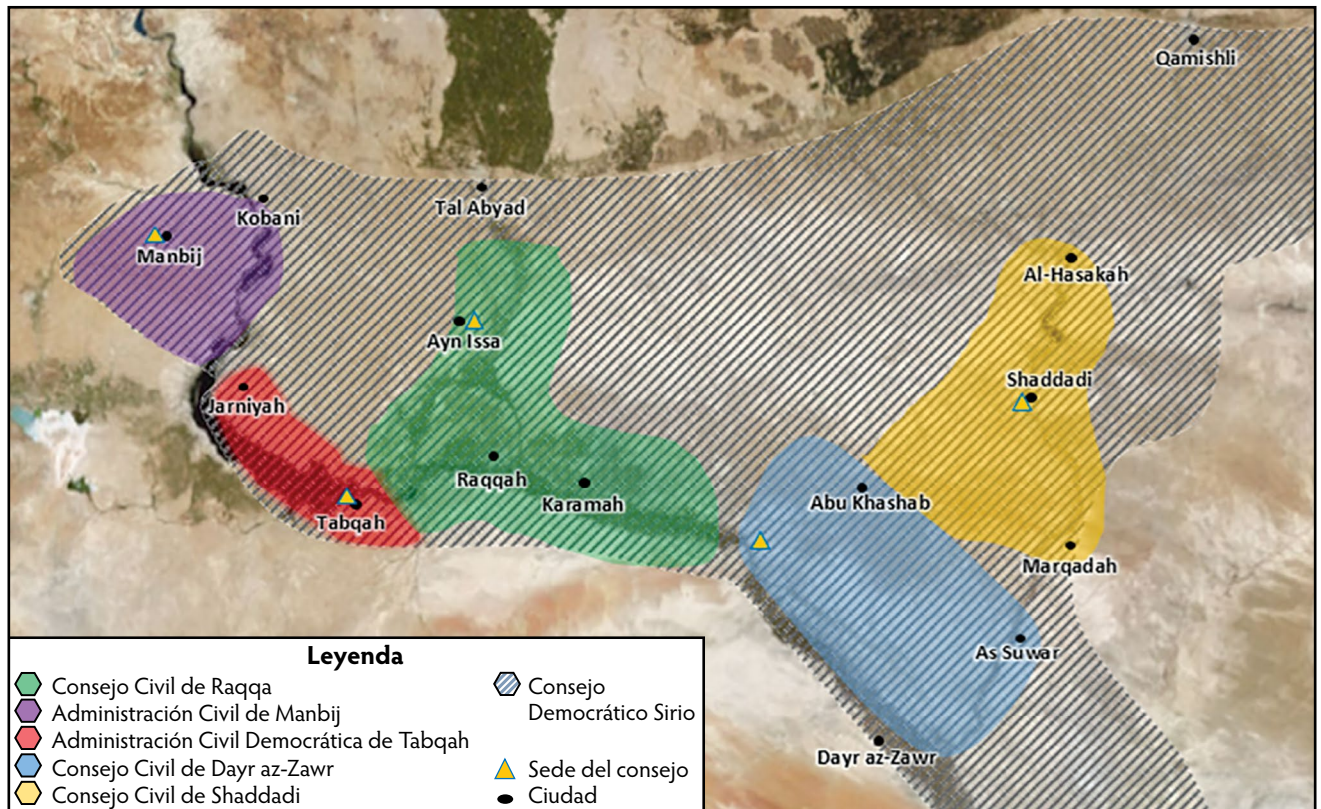 Qamishli
Kobani
Tal Abyad
Manbij
Al-Hasakah
Ayn Issa
Shaddadi
Jarniyah
Raqqah
Karamah
Abu Khashab
Tabqah
Marqadah
As Suwar
Dayr az-Zawr
Leyenda
Consejo Civil de Raqqa
Administración Civil de Manbij
Administración Civil Democrática de Tabqah
Consejo Civil de Dayr az-Zawr
Consejo Civil de Shaddadi
Consejo
Democrático Sirio
Sede del consejo
Ciudad